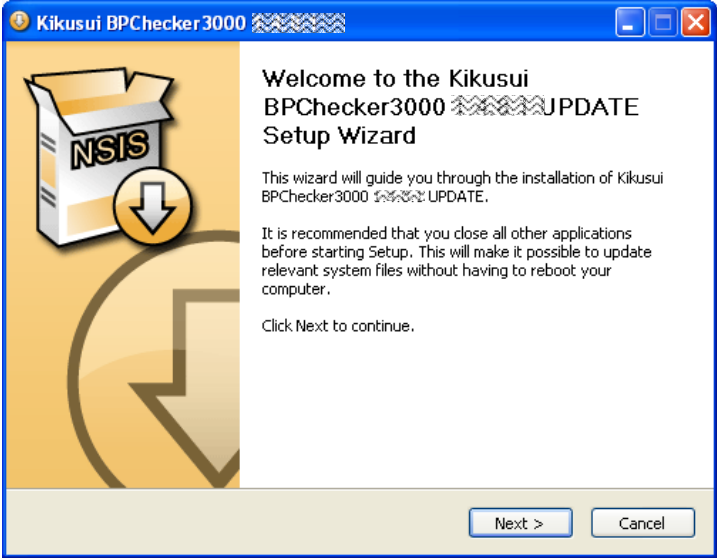 Kikusui BPChecker3000
NSIS
Welcome to the Kikusui
BPChecker3000 UPDATE
Setup Wizard
This wizard will guide you through the installation of Kikusui
BPChecker3000 UPDATE.
It is recommended that you close all other applications
before starting Setup. This will make it possible to update
relevant system files without having to reboot your
computer.
Click Next to continue.
Next >
Cancel